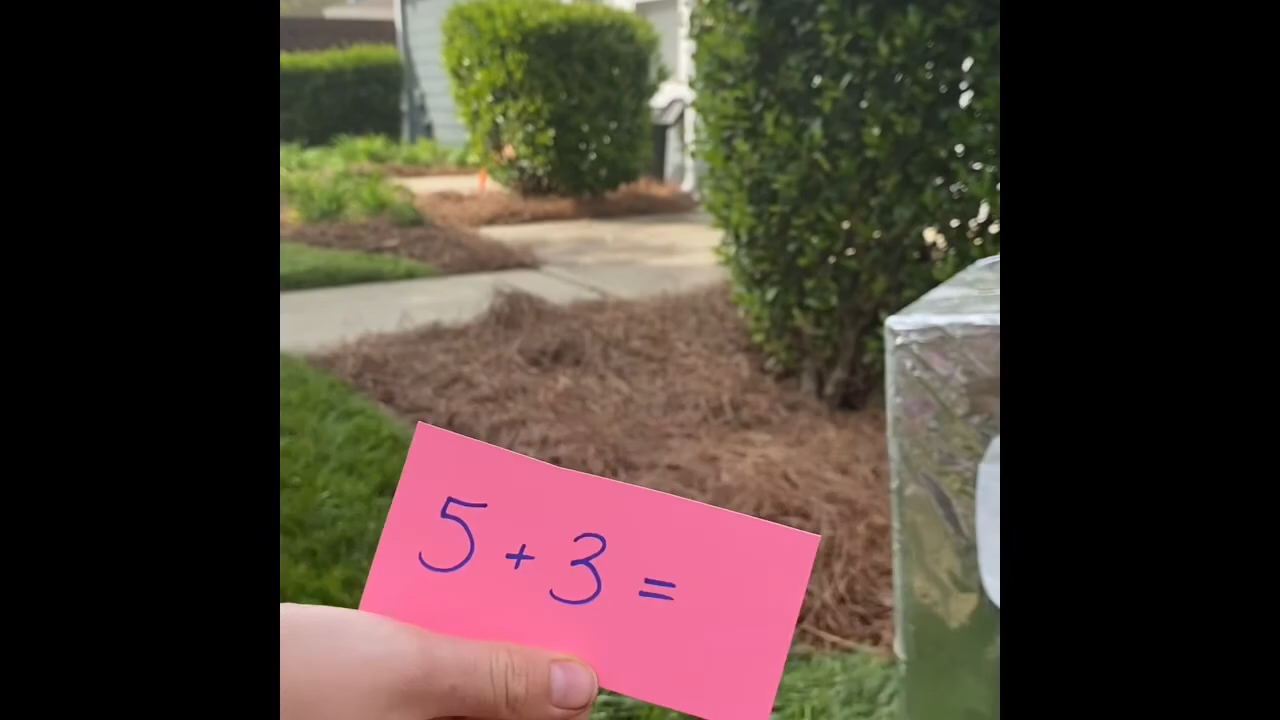 5 + 3 =